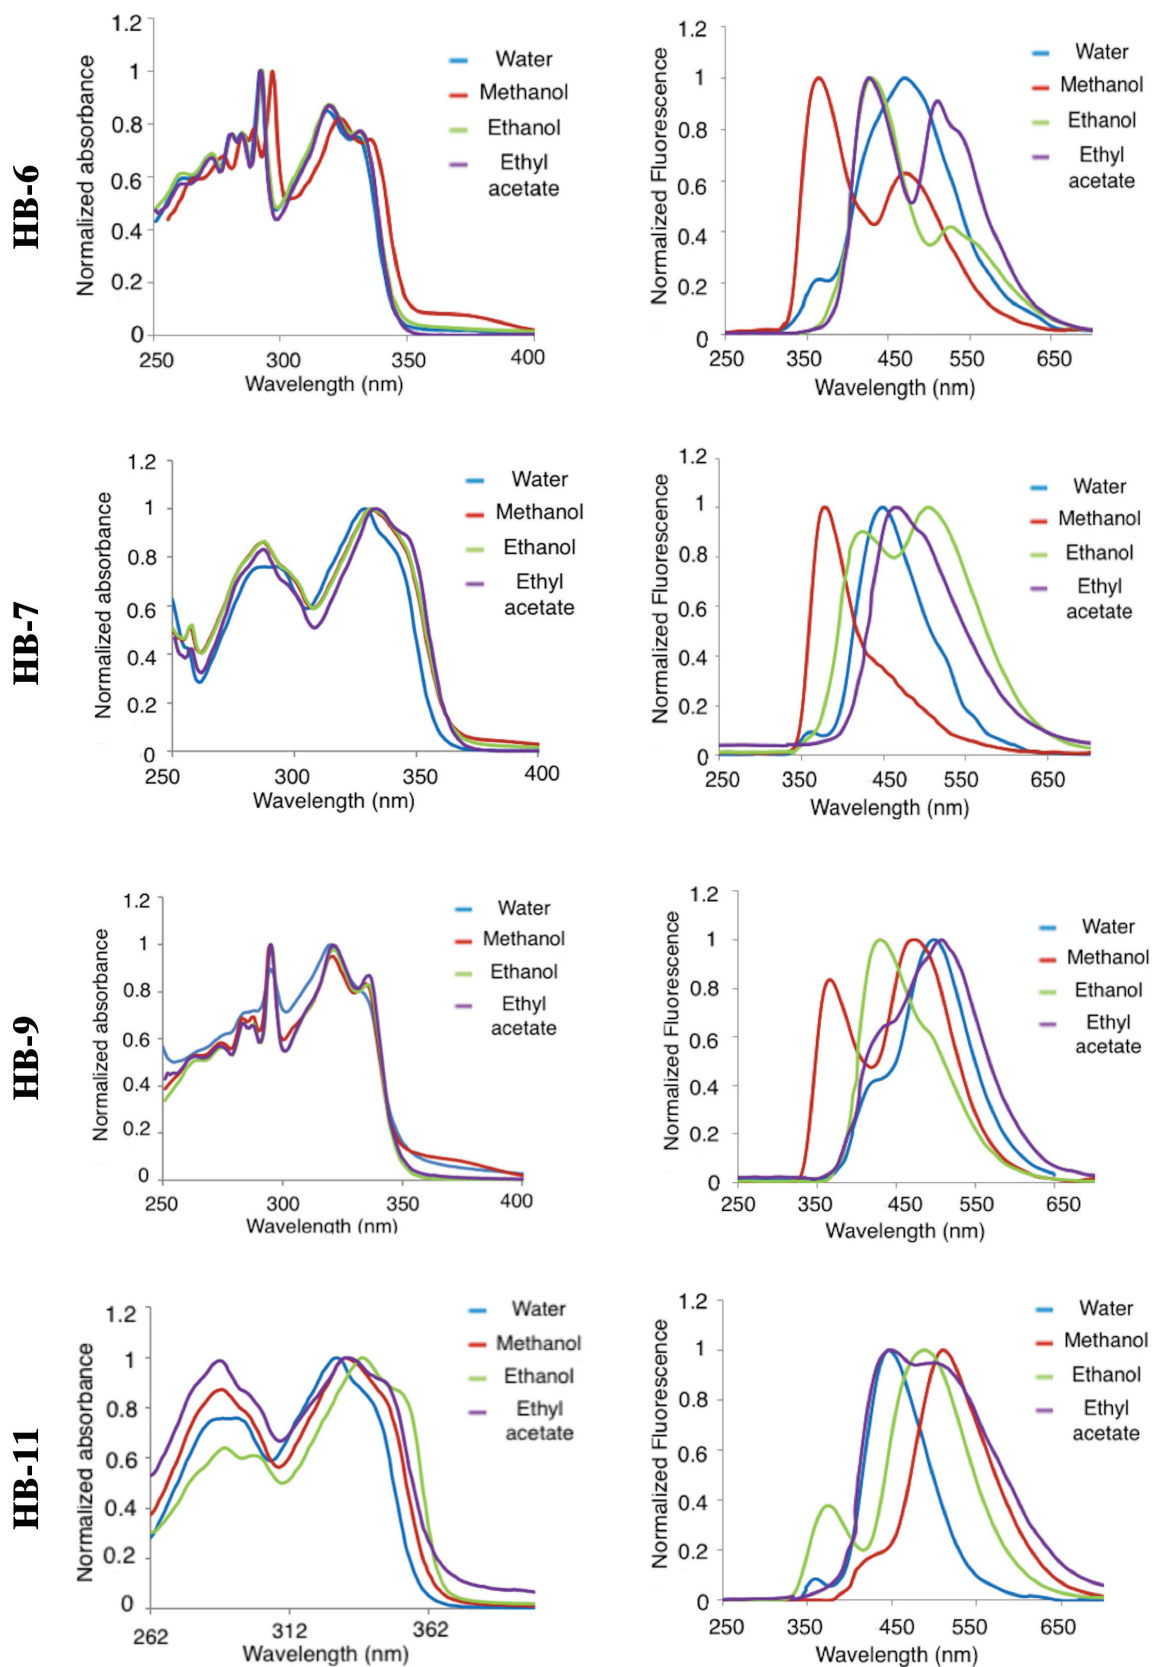 HB-6
1.2
1
0.8
0.6
0.4
0.2
0
Normalized absorbance
250
300
350
400
Wavelength (nm)
Water
Methanol
Ethanol
Ethyl
acetate
1.2
1
0.8
0.6
0.4
0.2
0
Normalized Fluorescence
250
350
450
550
650
Wavelength (nm)
Water
Methanol
Ethanol
Ethyl
acetate
HB-7
1.2
1
0.8
0.6
0.4
0.2
0
Normalized absorbance
250
300
350
400
Wavelength (nm)
Water
Methanol
Ethanol
Ethyl
acetate
1.2
1
0.8
0.6
0.4
0.2
0
Normalized Fluorescence
250
350
450
550
650
Wavelength (nm)
Water
Methanol
Ethanol
Ethyl
acetate
HB-9
1.2
1
0.8
0.6
0.4
0.2
0
Normalized absorbance
250
300
350
400
Wavelength (nm)
Water
Methanol
Ethanol
Ethyl
acetate
1.2
1
0.8
0.6
0.4
0.2
0
Normalized Fluorescence
250
350
450
550
650
Wavelength (nm)
Water
Methanol
Ethanol
Ethyl
acetate
HB-11
1.2
1
0.8
0.6
0.4
0.2
0
Normalized absorbance
262
312
362
Wavelength (nm)
Water
Methanol
Ethanol
Ethyl
acetate
1.2
1
0.8
0.6
0.4
0.2
0
Normalized Fluorescence
250
350
450
550
650
Wavelength (nm)
Water
Methanol
Ethanol
Ethyl
acetate